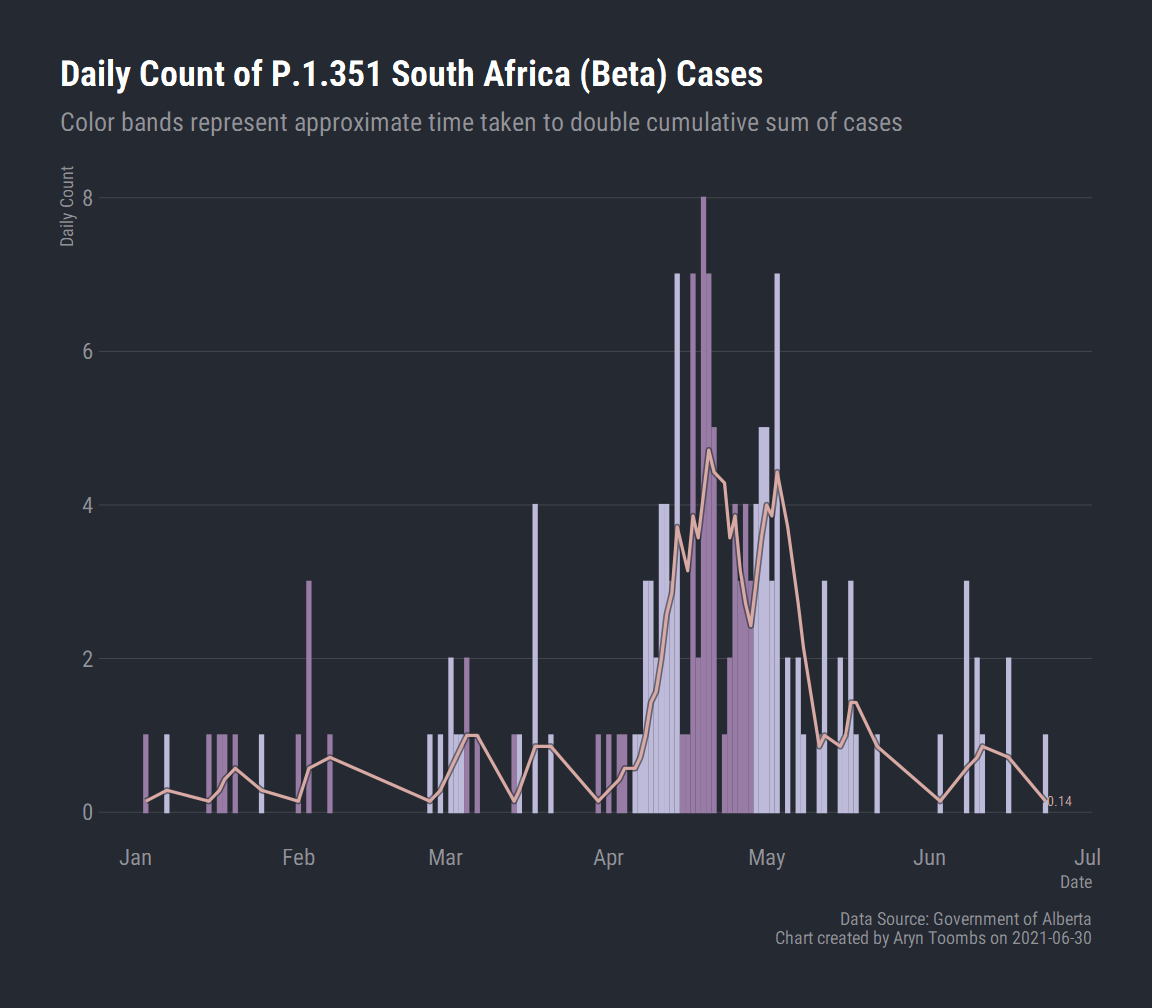 Daily Count of P.1.351 South Africa (Beta) Cases
Color bands represent approximate time taken to double cumulative sum of cases
Daily Count
8
6
4
2
0
0.14
Jan Feb Mar Apr May Jun Jul
Date
Data Source: Government of Alberta
Chart created by Aryn Toombs on 2021-06-30